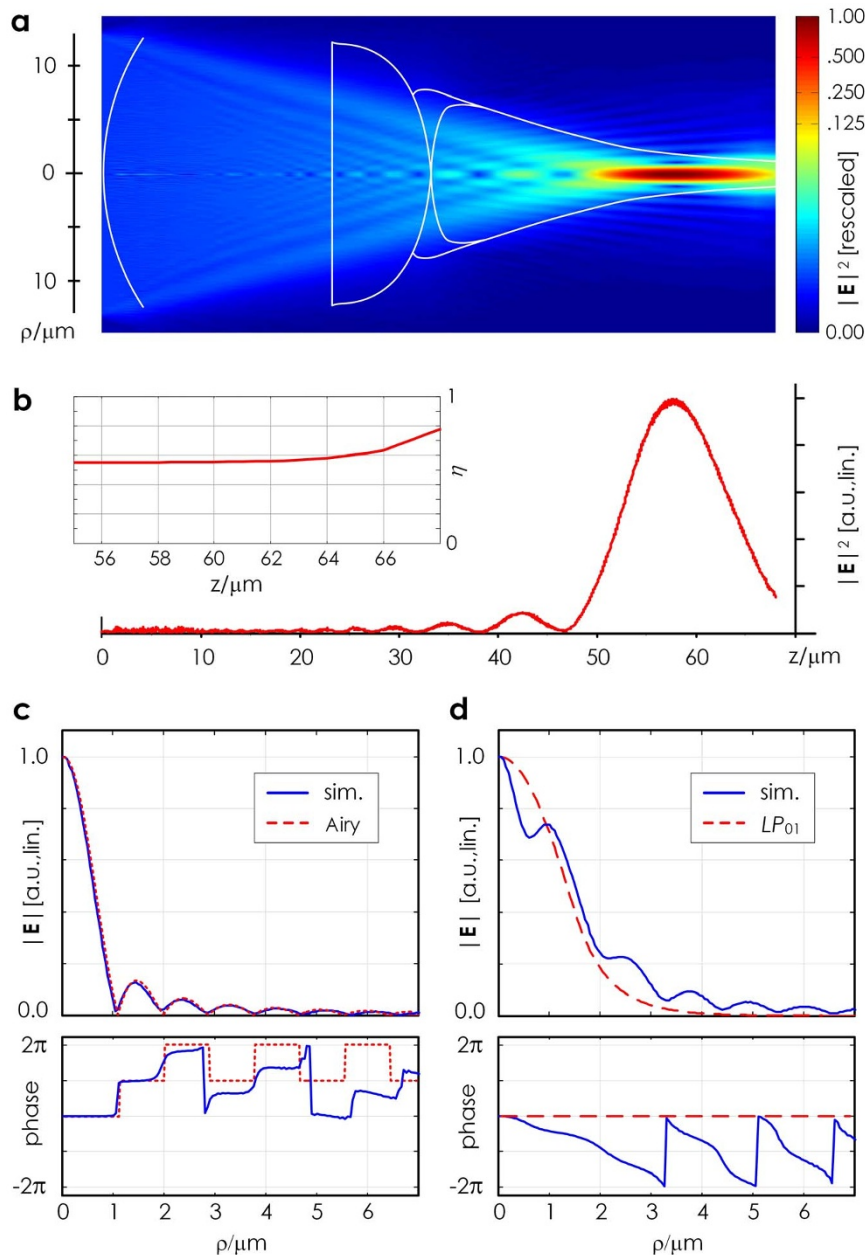 a
10
0
10
ρ/μm
1.00
.500
.250
.125
0.00
|E|² [rescaled]
b
1
η
0
56 58 60 62 64 66
z/μm
|E|² [a.u.,lin.]
0 10 20 30 40 50 60 z/μm
c
1.0
|E| [a.u.,lin.]
0.0
sim.
Airy
2π
phase
-2π
0 1 2 3 4 5 6
ρ/μm
d
1.0
|E| [a.u.,lin.]
0.0
sim.
LP₀₁
2π
phase
-2π
0 1 2 3 4 5 6
ρ/μm